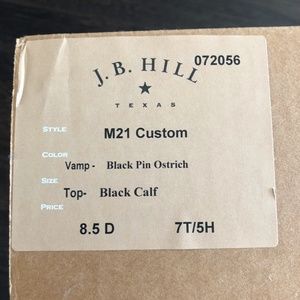 072056
J. B. HILL
TEXAS
STYLE M21 Custom
COLOR
Vamp - Black Pin Ostrich
SIZE
Top- Black Calf
PRICE
8.5 D 7T/5H